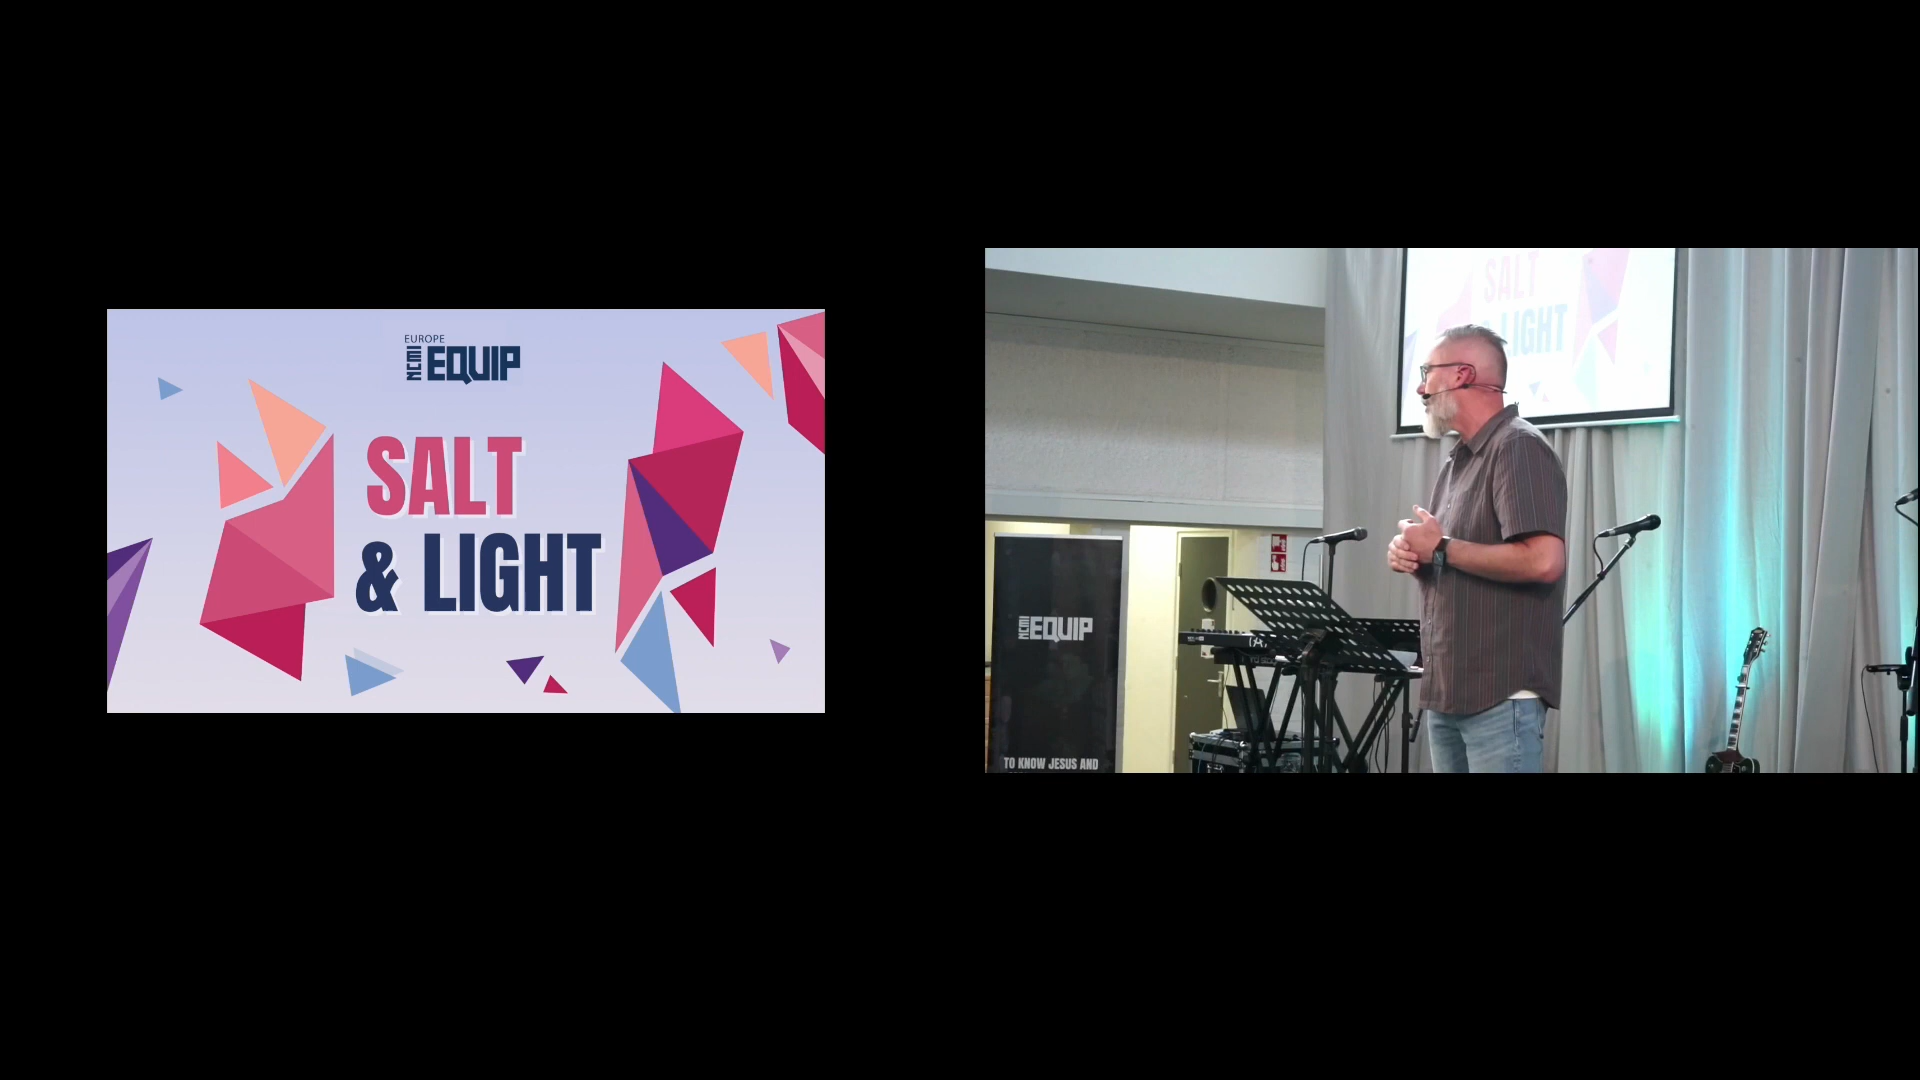 EUROPE
NCMI
EQUIP
SALT
& LIGHT
SALT
LIGHT
NCMI
EQUIP
TO KNOW JESUS AND